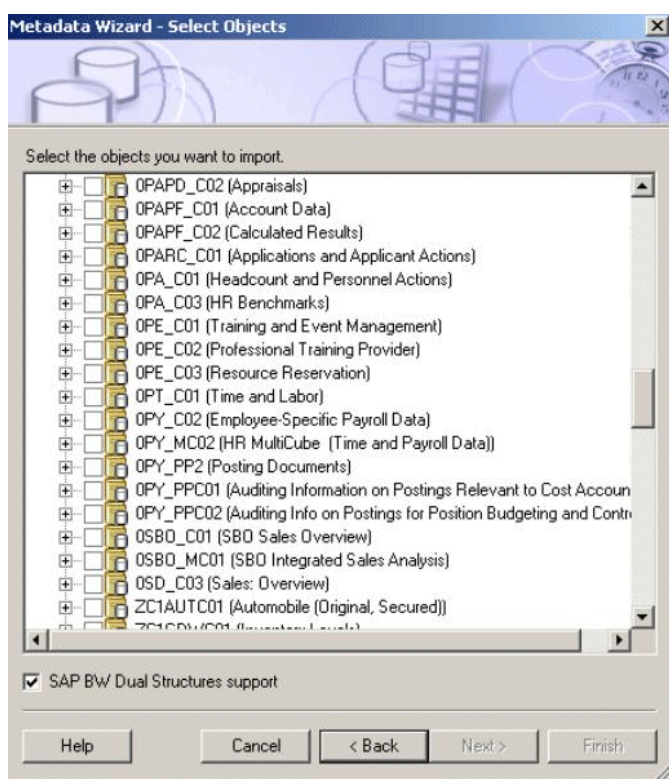 Metadata Wizard - Select Objects
Select the objects you want to import.
0PAPD_C02 (Appraisals)
0PAPF_C01 (Account Data)
0PAPF_C02 (Calculated Results)
0PARC_C01 (Applications and Applicant Actions)
0PA_C01 (Headcount and Personnel Actions)
0PA_C03 (HR Benchmarks)
0PE_C01 (Training and Event Management)
0PE_C02 (Professional Training Provider)
0PE_C03 (Resource Reservation)
0PT_C01 (Time and Labor)
0PY_C02 (Employee-Specific Payroll Data)
0PY_MC02 (HR MultiCube (Time and Payroll Data))
0PY_PP2 (Posting Documents)
0PY_PPC01 (Auditing Information on Postings Relevant to Cost Accoun
0PY_PPC02 (Auditing Info on Postings for Position Budgeting and Contr
0SBO_C01 (SBO Sales Overview)
0SBO_MC01 (SBO Integrated Sales Analysis)
0SD_C03 (Sales: Overview)
ZC1AUTC01 (Automobile (Original, Secured))
SAP BW Dual Structures support
Help
Cancel
< Back
Next >
Finish